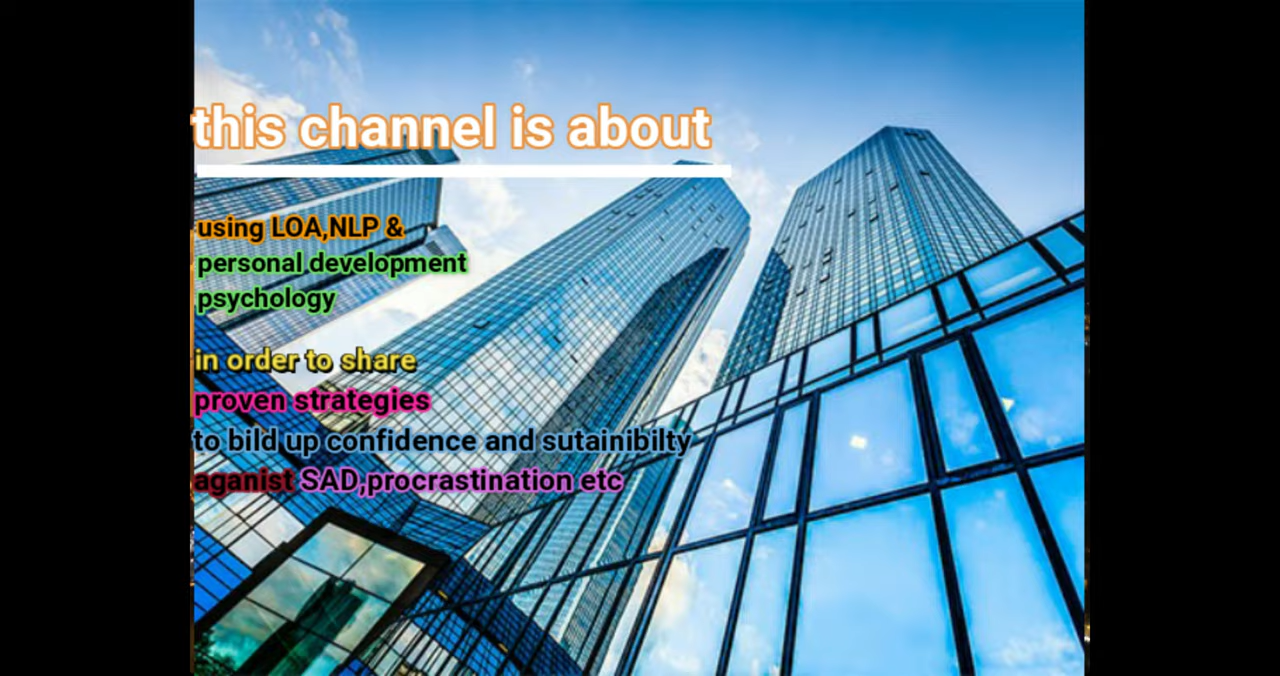 this channel is about
using LOA,NLP &
personal development
psychology
in order to share
proven strategies
to bild up confidence and sutainibilty
aganist SAD,procrastination etc